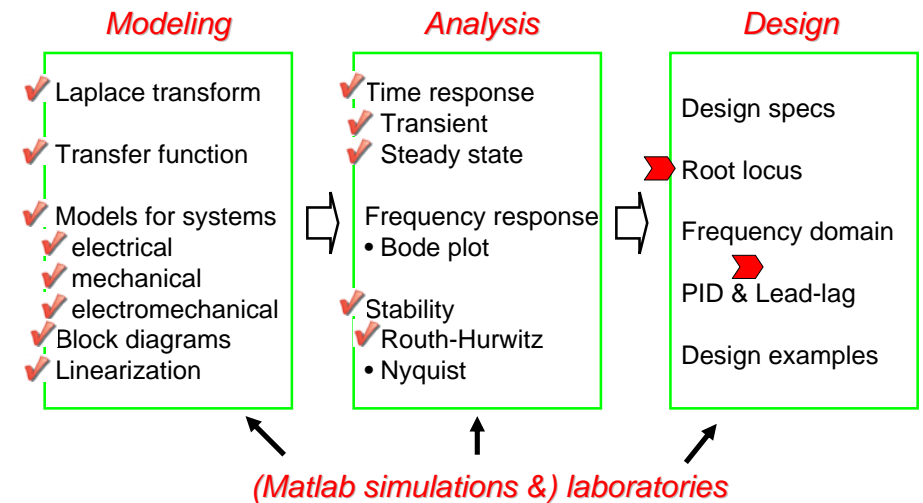 Modeling
Laplace transform
Transfer function
Models for systems
electrical
mechanical
electromechanical
Block diagrams
Linearization
Analysis
Time response
Transient
Steady state
Frequency response
• Bode plot
Stability
Routh-Hurwitz
• Nyquist
Design
Design specs
Root locus
Frequency domain
PID & Lead-lag
Design examples
(Matlab simulations &) laboratories